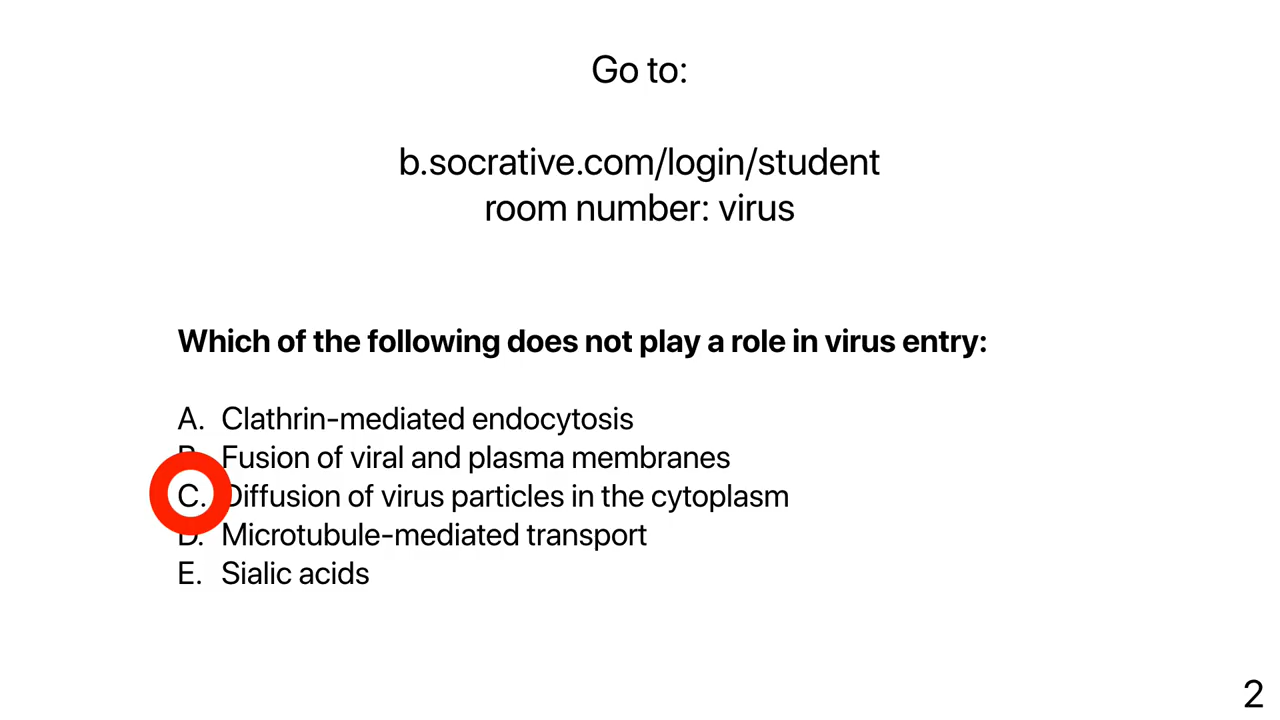 Go to:
b.socrative.com/login/student
room number: virus
Which of the following does not play a role in virus entry:
A. Clathrin-mediated endocytosis
B. Fusion of viral and plasma membranes
C. Diffusion of virus particles in the cytoplasm
D. Microtubule-mediated transport
E. Sialic acids
2